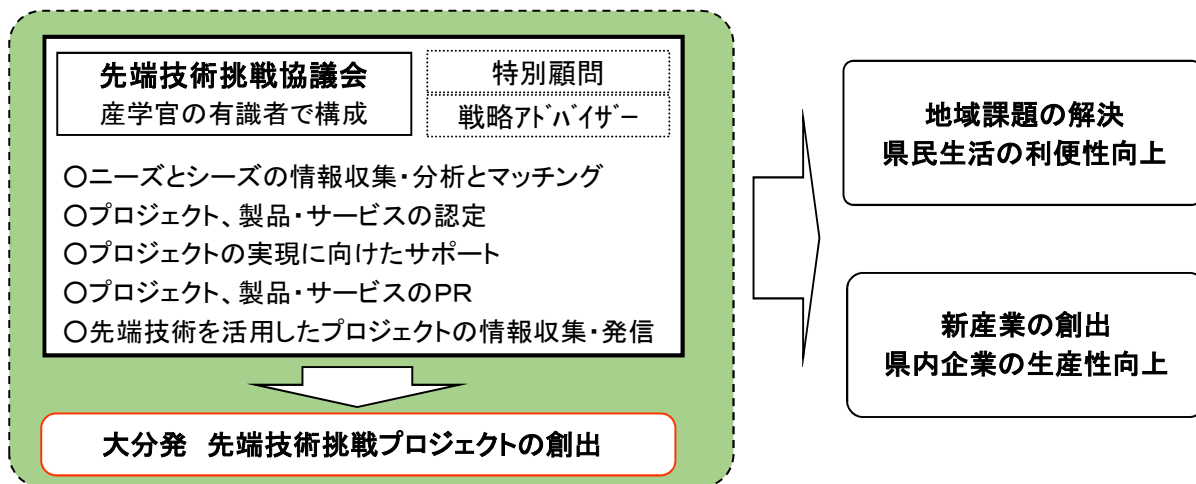 先端技術挑戦協議会
産学官の有識者で構成
特別顧問
戦略ｱﾄﾞﾊﾞｲｻﾞｰ
○ニーズとシーズの情報収集・分析とマッチング
○プロジェクト、製品・サービスの認定
○プロジェクトの実現に向けたサポート
○プロジェクト、製品・サービスのＰＲ
○先端技術を活用したプロジェクトの情報収集・発信
大分発　先端技術挑戦プロジェクトの創出
地域課題の解決
県民生活の利便性向上
新産業の創出
県内企業の生産性向上